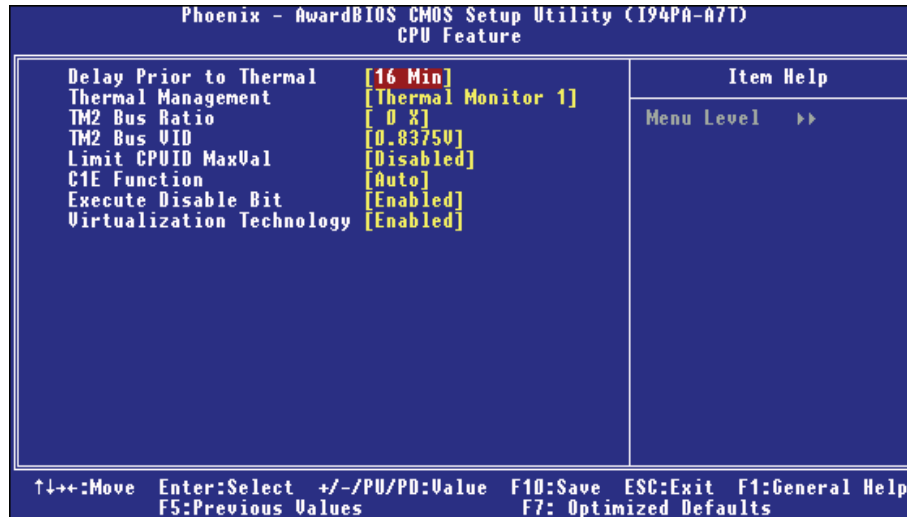 Phoenix - AwardBIOS CMOS Setup Utility (I94PA-A7T)
CPU Feature
Delay Prior to Thermal [16 Min]
Thermal Management [Thermal Monitor 1]
TM2 Bus Ratio [ 0 X]
TM2 Bus VID [0.8375V]
Limit CPUID MaxVal [Disabled]
C1E Function [Auto]
Execute Disable Bit [Enabled]
Virtualization Technology [Enabled]
Item Help
Menu Level ▸▸
↑↓→←:Move Enter:Select +/-/PU/PD:Value F10:Save ESC:Exit F1:General Help
F5:Previous Values F7: Optimized Defaults